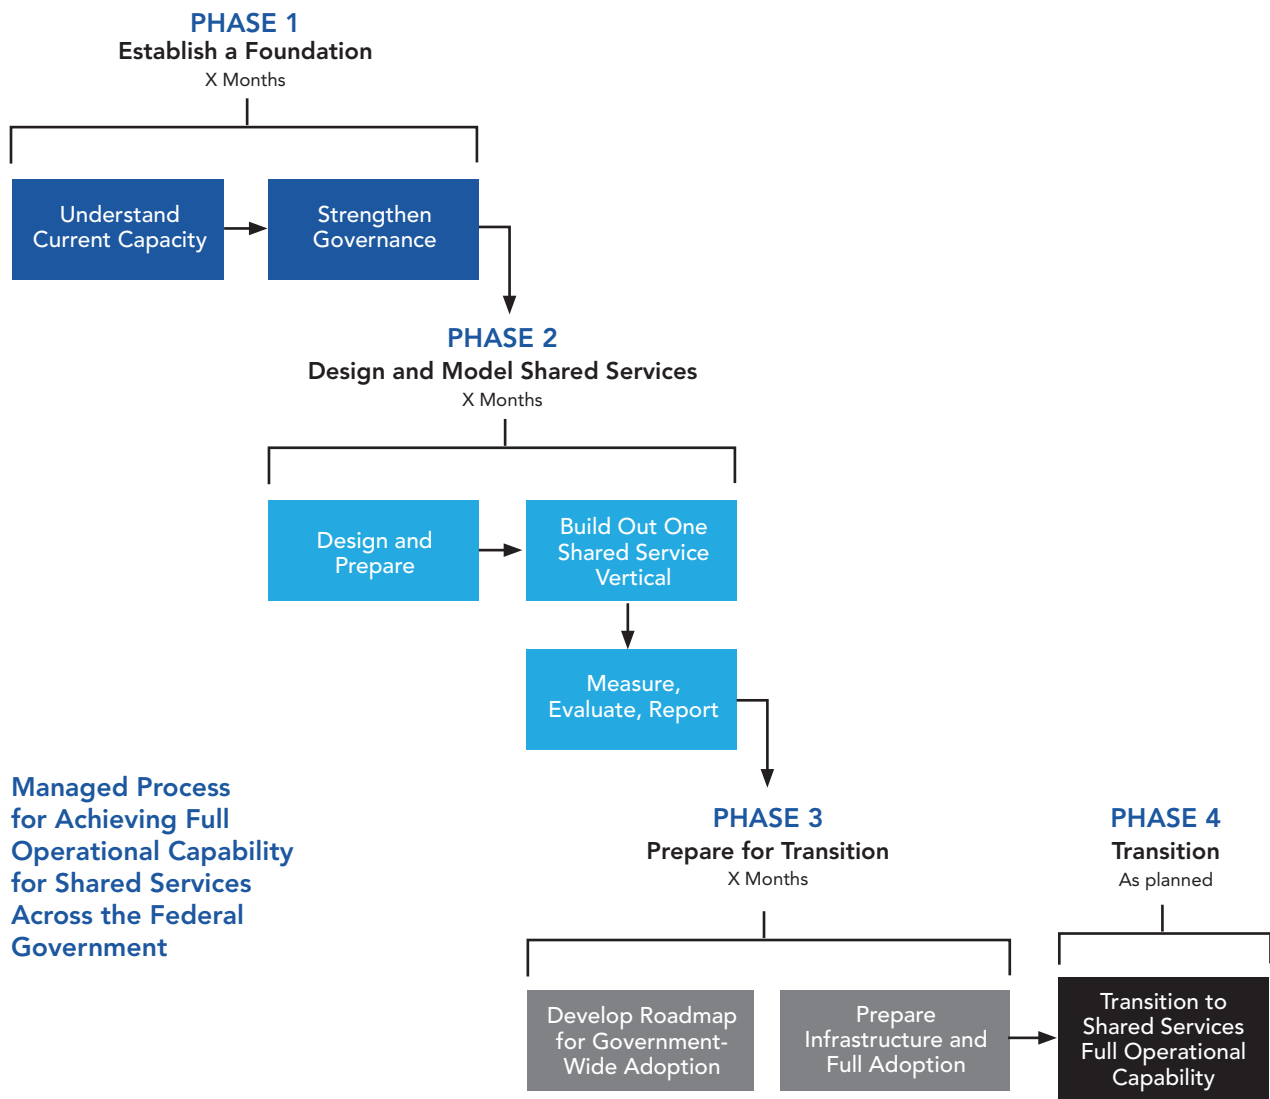 PHASE 1
Establish a Foundation
X Months
Understand
Current Capacity
Strengthen
Governance
PHASE 2
Design and Model Shared Services
X Months
Design and
Prepare
Build Out One
Shared Service
Vertical
Measure,
Evaluate, Report
Managed Process
for Achieving Full
Operational Capability
for Shared Services
Across the Federal
Government
PHASE 3
Prepare for Transition
X Months
Develop Roadmap
for Government-
Wide Adoption
Prepare
Infrastructure and
Full Adoption
PHASE 4
Transition
As planned
Transition to
Shared Services
Full Operational
Capability